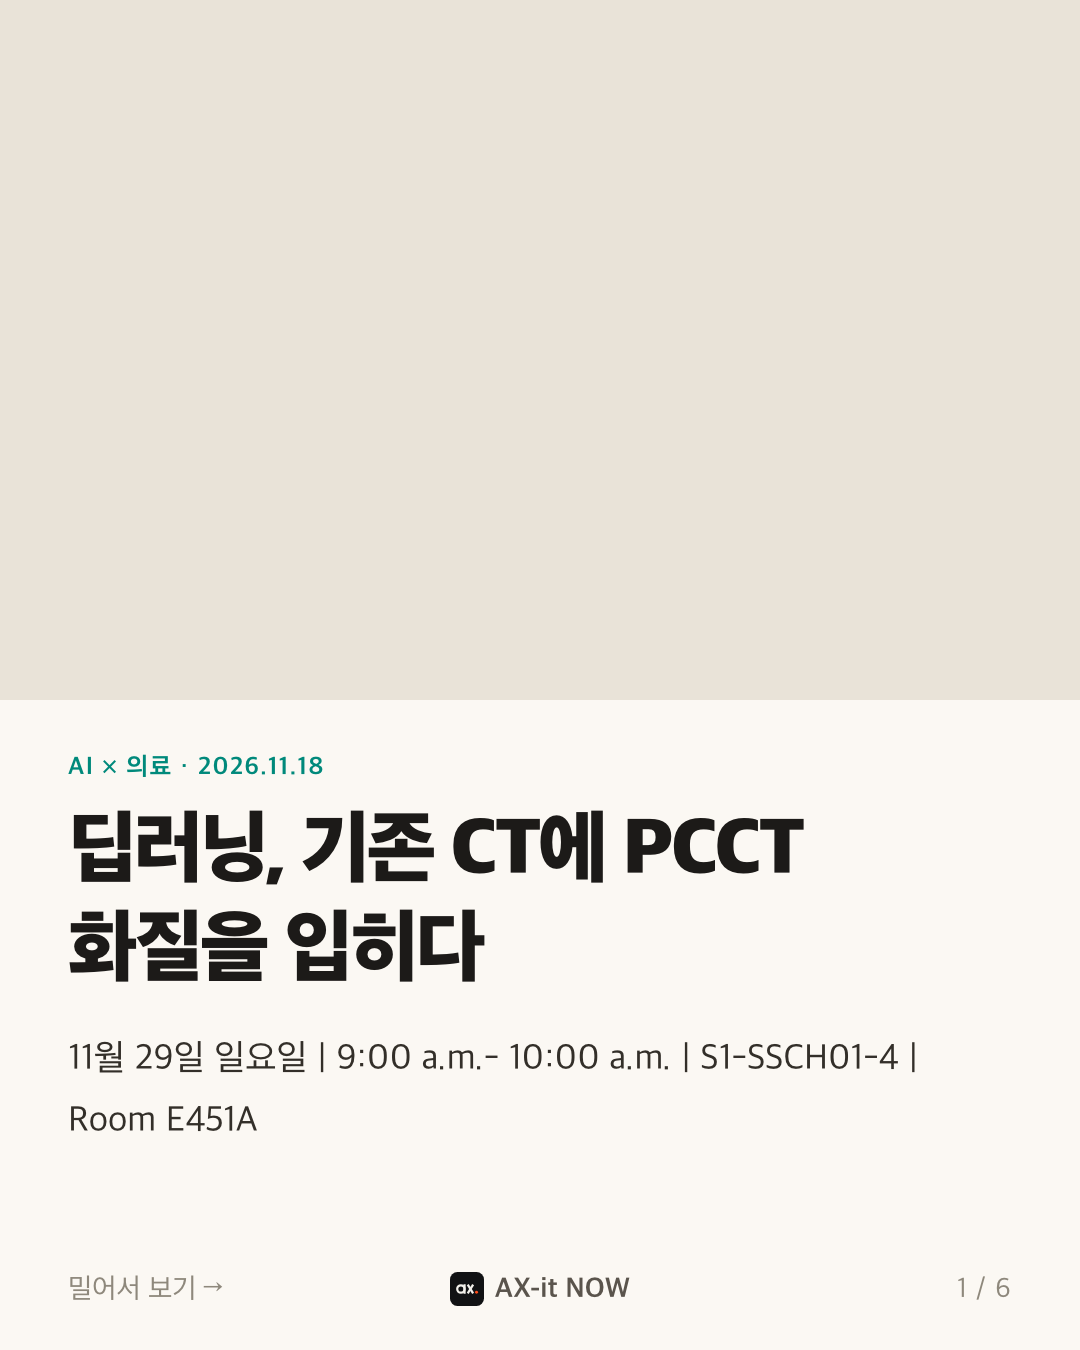 AI × 의료 · 2026.11.18
딥러닝, 기존 CT에 PCCT
화질을 입히다
11월 29일 일요일 | 9:00 a.m.- 10:00 a.m. | S1-SSCH01-4 |
Room E451A
밀어서 보기 →
ax. AX-it NOW
1 / 6